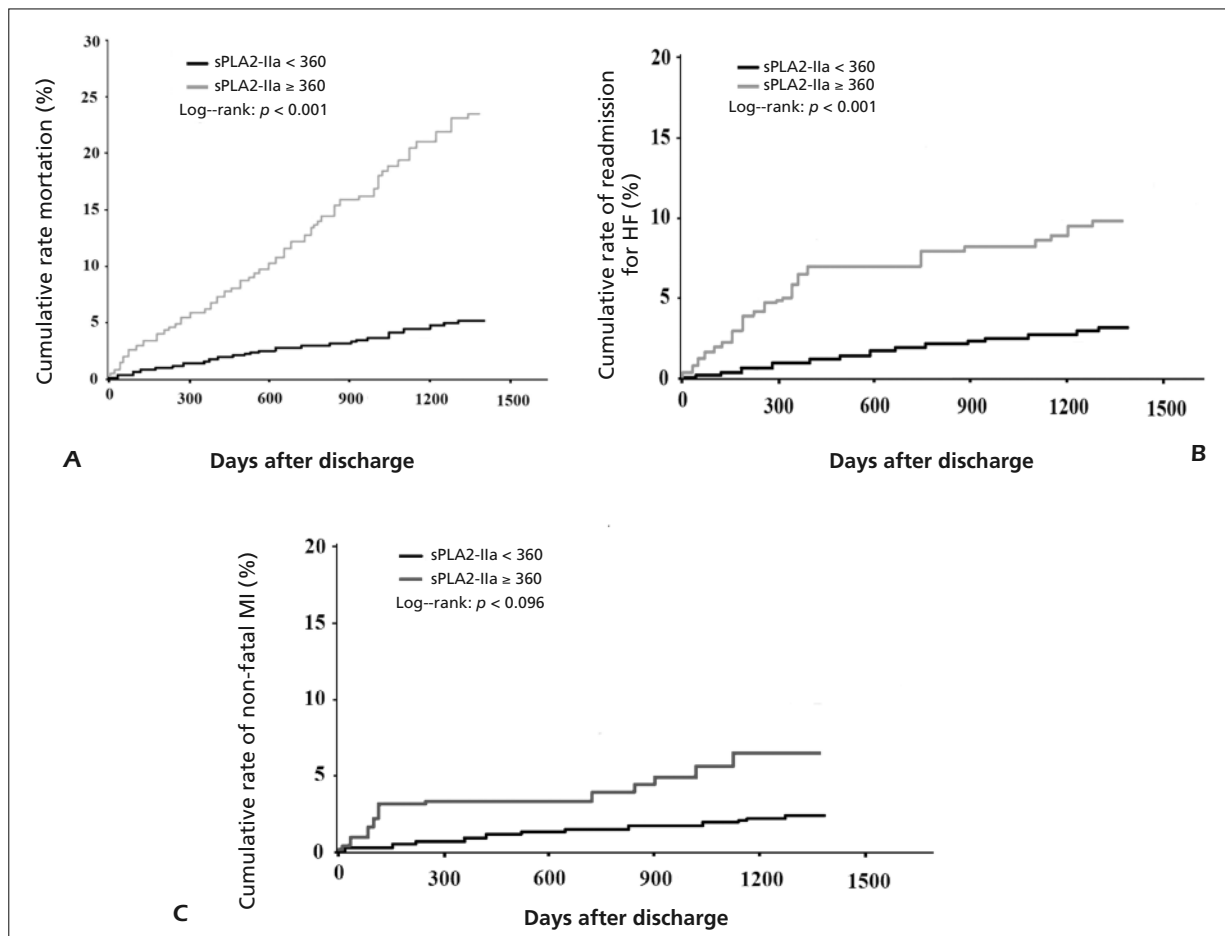 30
25
20
15
10
5
0
Cumulative rate mortation (%)
sPLA2-IIa < 360
sPLA2-IIa ≥ 360
Log--rank: p < 0.001
0 300 600 900 1200 1500
A
Days after discharge
20
15
10
5
0
Cumulative rate of readmission
for HF (%)
sPLA2-IIa < 360
sPLA2-IIa ≥ 360
Log--rank: p < 0.001
0 300 600 900 1200 1500
Days after discharge
B
20
15
10
5
0
Cumulative rate of non-fatal MI (%)
sPLA2-IIa < 360
sPLA2-IIa ≥ 360
Log--rank: p < 0.096
0 300 600 900 1200 1500
C
Days after discharge